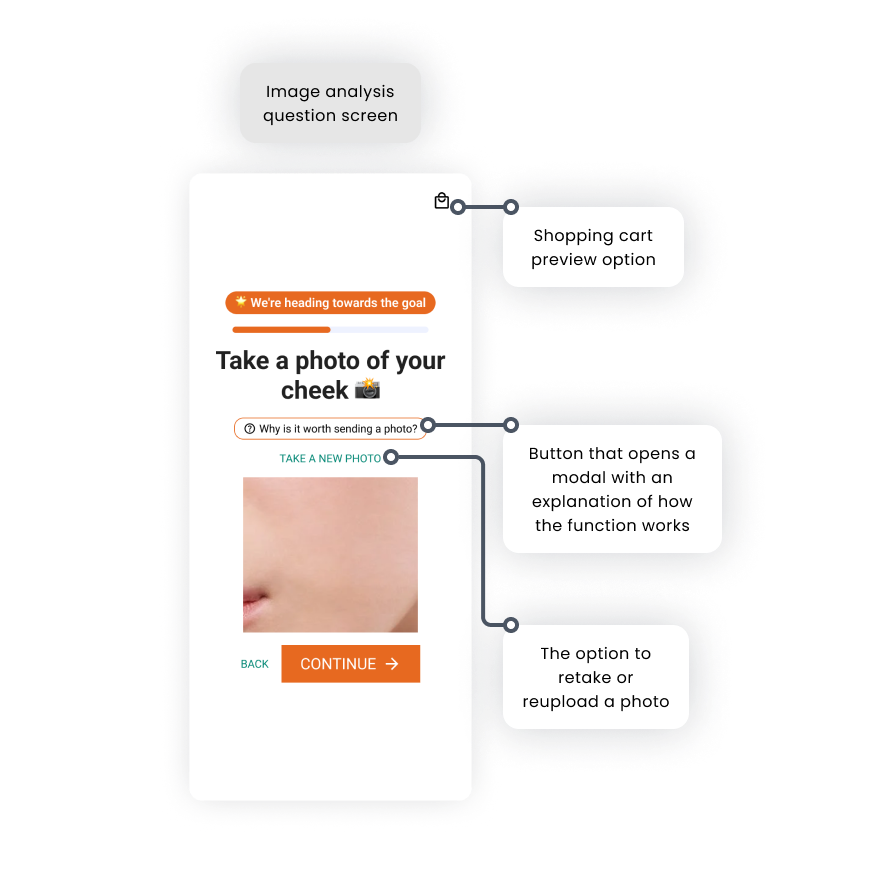 Image analysis
question screen
Shopping cart
preview option
🌟 We're heading towards the goal
Take a photo of your
cheek 📸
Why is it worth sending a photo?
TAKE A NEW PHOTO
Button that opens a
modal with an
explanation of how
the function works
The option to
retake or
reupload a photo
BACK
CONTINUE →